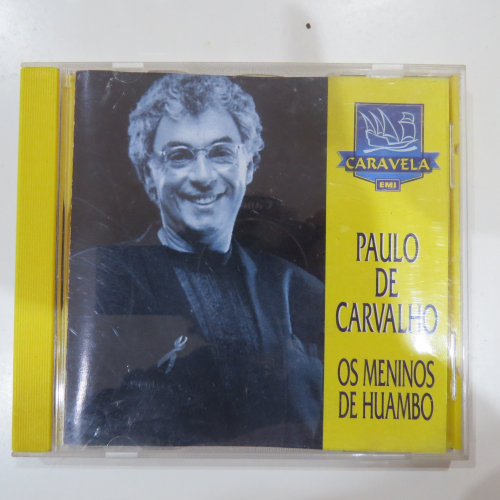 CARAVELA
EMI
PAULO
DE
CARVALHO
OS MENINOS
DE HUAMBO